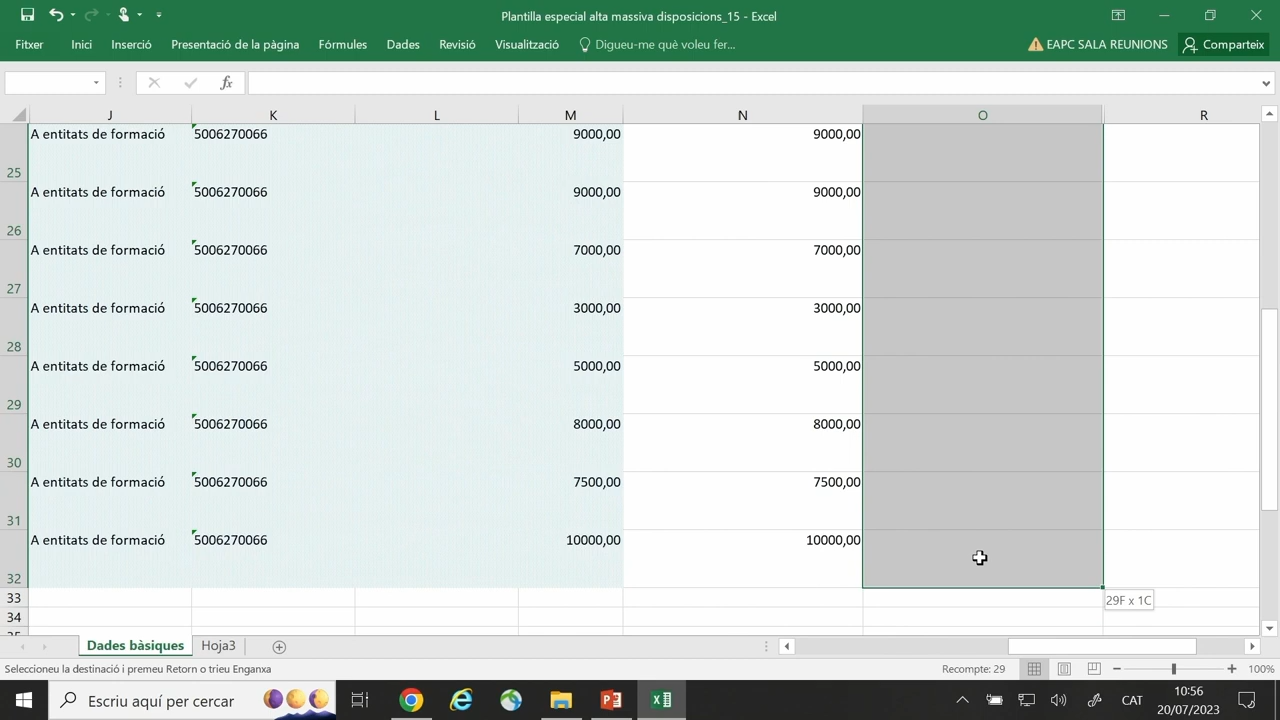 Plantilla especial alta massiva disposicions_15 - Excel
Fitxer Inici Inserció Presentació de la pàgina Fórmules Dades Revisió Visualització Digueu-me què voleu fer... EAPC SALA REUNIONS Comparteix
fx
J K L M N O R
A entitats de formació 5006270066 9000,00 9000,00
25
A entitats de formació 5006270066 9000,00 9000,00
26
A entitats de formació 5006270066 7000,00 7000,00
27
A entitats de formació 5006270066 3000,00 3000,00
28
A entitats de formació 5006270066 5000,00 5000,00
29
A entitats de formació 5006270066 8000,00 8000,00
30
A entitats de formació 5006270066 7500,00 7500,00
31
A entitats de formació 5006270066 10000,00 10000,00
32
33 29F x 1C
34
35
Dades bàsiques Hoja3
Seleccioneu la destinació i premeu Retorn o trieu Enganxa Recompte: 29 100%
Escriu aquí per cercar CAT 10:56
20/07/2023